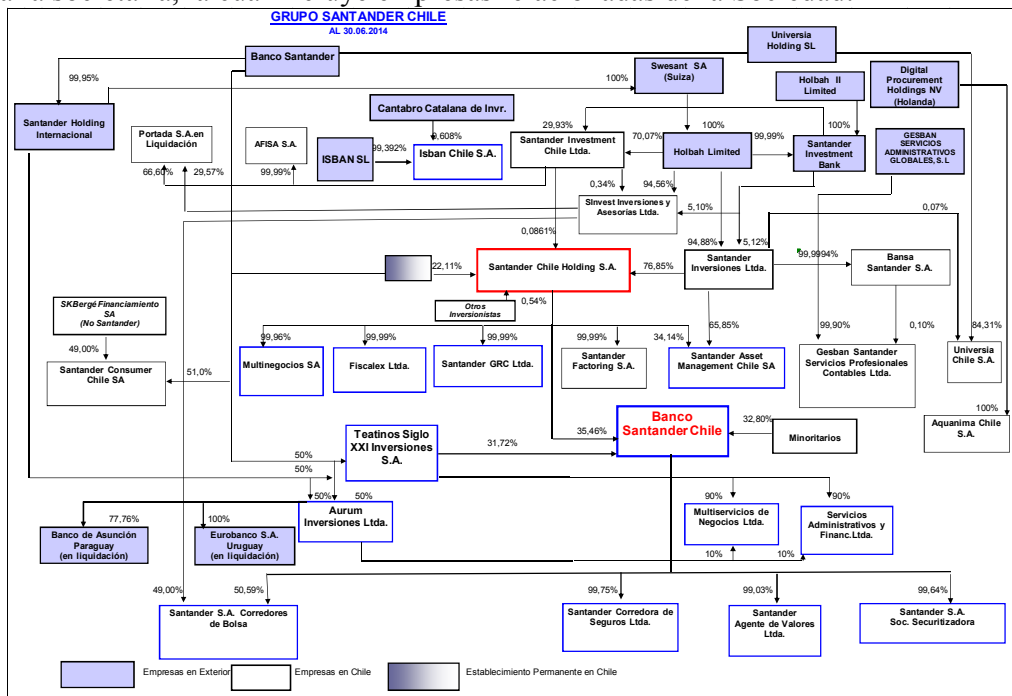 GRUPO SANTANDER CHILE
AL 30.06.2014
Universia
Holding SL
Banco Santander
99,95%
100%
Swesant SA
(Suiza)
Holbah II
Limited
Digital
Procurement
Holdings NV
(Holanda)
Santander Holding
Internacional
Cantabro Catalana de Invr.
Portada S.A.en
Liquidación
AFISA S.A.
0,608%
29,93%
100%
100%
ISBAN SL
99,392%
Isban Chile S.A.
Santander Investment
Chile Ltda.
70,07%
Holbah Limited
99,99%
Santander
Investment
Bank
GESBAN
SERVICIOS
ADMINISTRATIVOS
GLOBALES, S. L
66,60%
29,57%
99,99%
0,34%
94,56%
SInvest Inversiones y
Asesorías Ltda.
5,10%
0,07%
0,0861%
94,88%
5,12%
22,11%
Santander Chile Holding S.A.
76,85%
Santander
Inversiones Ltda.
99,9994%
Bansa
Santander S.A.
SKBergé Financiamiento
SA
(No Santander)
Otros
Inversionistas
0,54%
49,00%
99,96%
99,99%
99,99%
99,99%
34,14%
65,85%
99,90%
0,10%
84,31%
Santander Consumer
Chile SA
51,0%
Multinegocios SA
Fiscalex Ltda.
Santander GRC Ltda.
Santander
Factoring S.A.
Santander Asset
Management Chile SA
Gesban Santander
Servicios Profesionales
Contables Ltda.
Universia
Chile S.A.
100%
Aquanima Chile
S.A.
Teatinos Siglo
XXI Inversiones
S.A.
31,72%
35,46%
Banco
Santander Chile
32,80%
Minoritarios
50%
50%
50%
50%
Aurum
Inversiones Ltda.
90%
90%
Multiservicios de
Negocios Ltda.
Servicios
Administrativos y
Financ.Ltda.
77,76%
100%
Banco de Asunción
Paraguay
(en liquidación)
Eurobanco S.A.
Uruguay
(en liquidación)
10%
10%
49,00%
50,59%
99,75%
99,03%
99,64%
Santander S.A. Corredores
de Bolsa
Santander Corredora de
Seguros Ltda.
Santander
Agente de Valores
Ltda.
Santander S.A.
Soc. Securitizadora
Empresas en Exterior
Empresas en Chile
Establecimiento Permanente en Chile